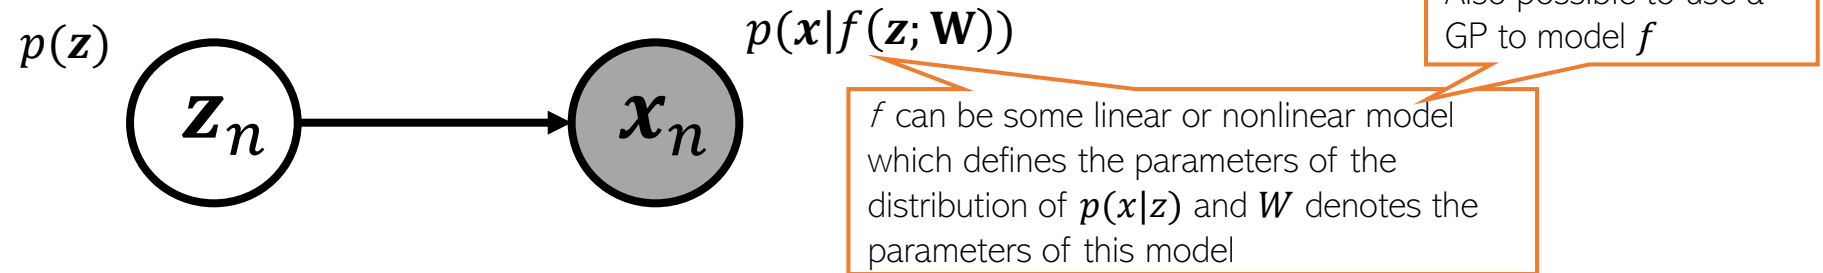 Also possible to use a
GP to model f
p(z)
p(x|f(z; W))
z_n
x_n
f can be some linear or nonlinear model
which defines the parameters of the
distribution of p(x|z) and W denotes the
parameters of this model